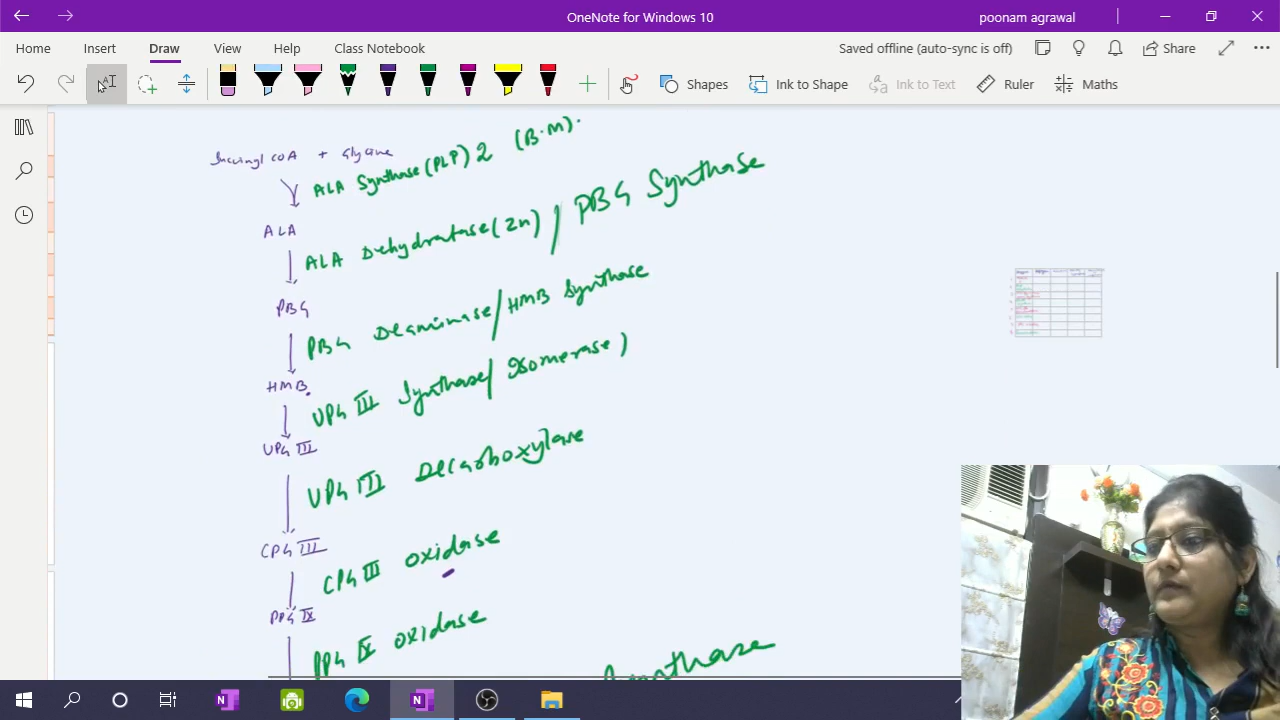 OneNote for Windows 10
poonam agrawal
Home Insert Draw View Help Class Notebook
Saved offline (auto-sync is off) Share
Shapes Ink to Shape Ink to Text Ruler Maths
Succinyl COA + Glycine
ALA Synthase (PLP) 2 (B.M).
ALA
ALA Dehydratase (Zn) / PBG Synthase
PBG
PBG Deaminase/HMB Synthase
HMB
UPG III Synthase/ Isomerase)
UPG III
UPG III Decarboxylase
CPG III
CPG III oxidase
PPG IX
PPG IX oxidase
Synthase